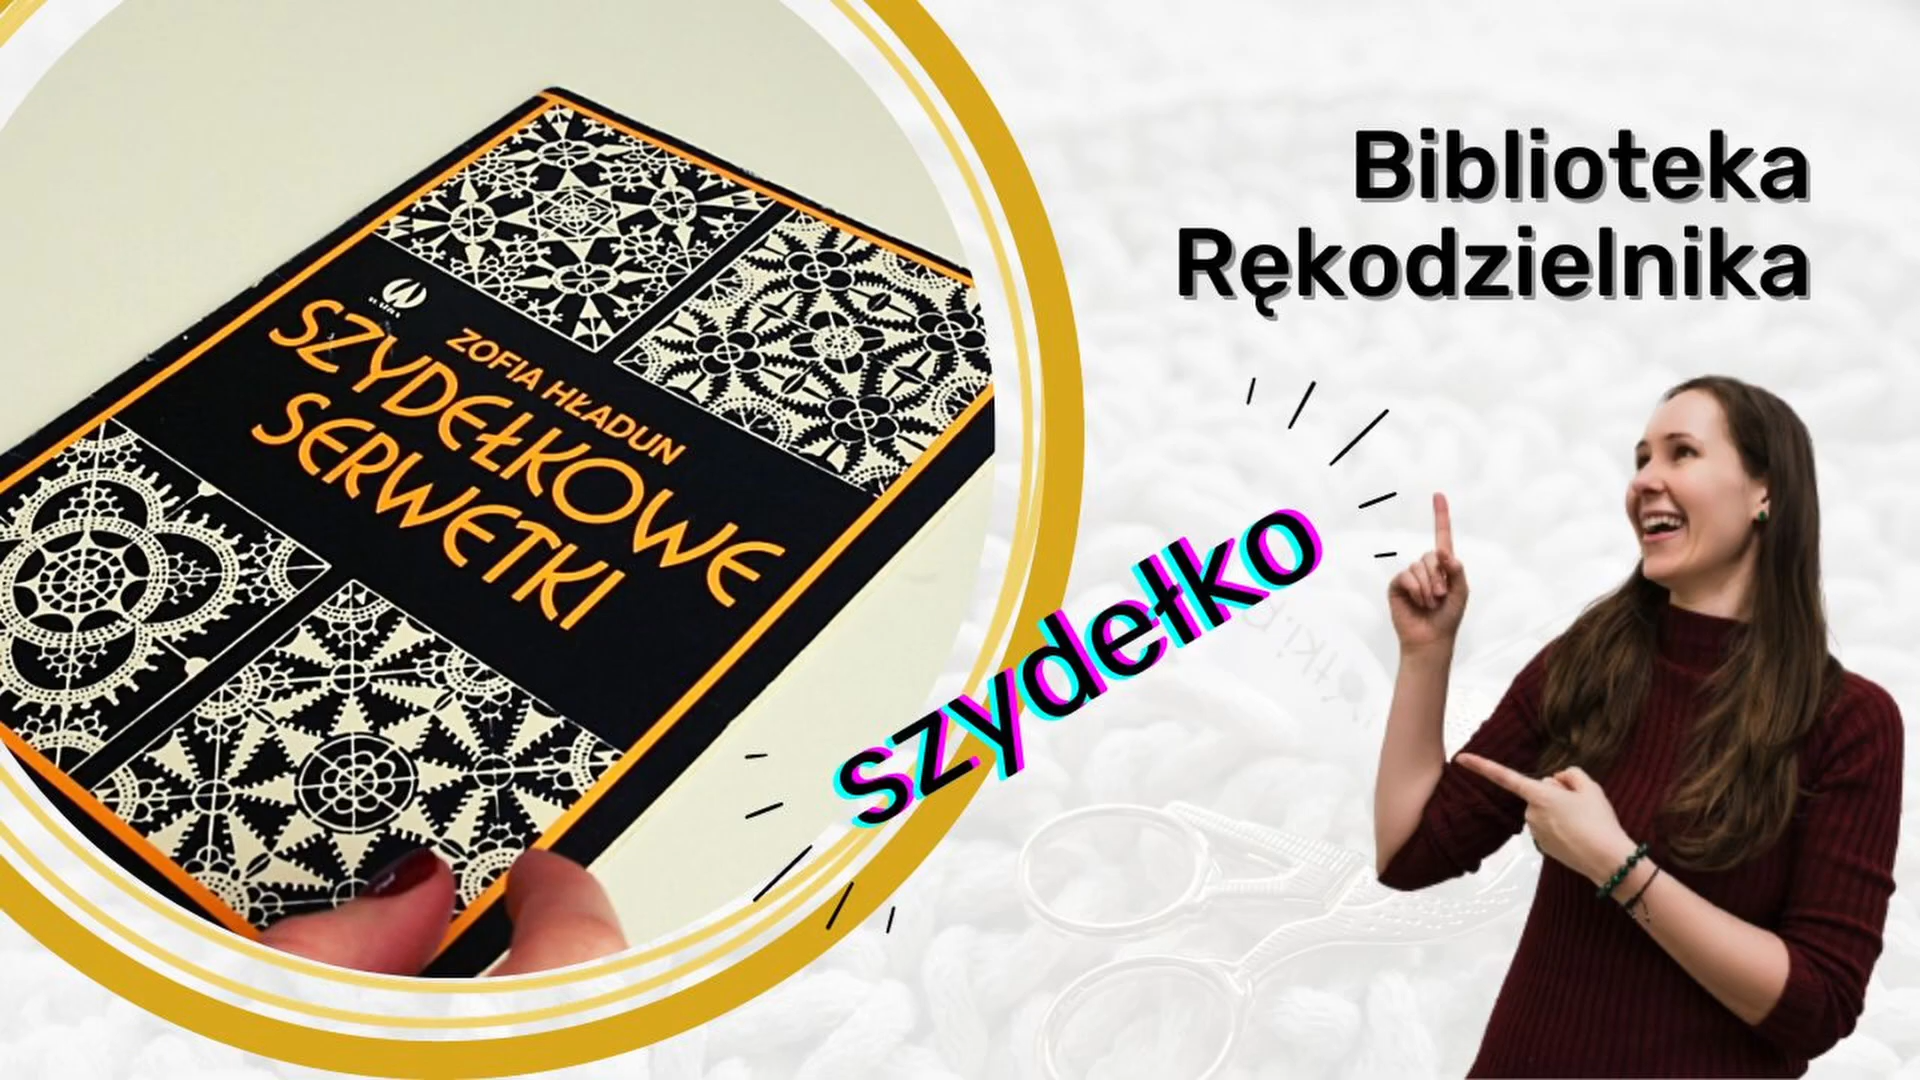 Biblioteka
Rękodzielnika
ZOFIA HŁADUN
SZYDEŁKOWE
SERWETKI
szydełko